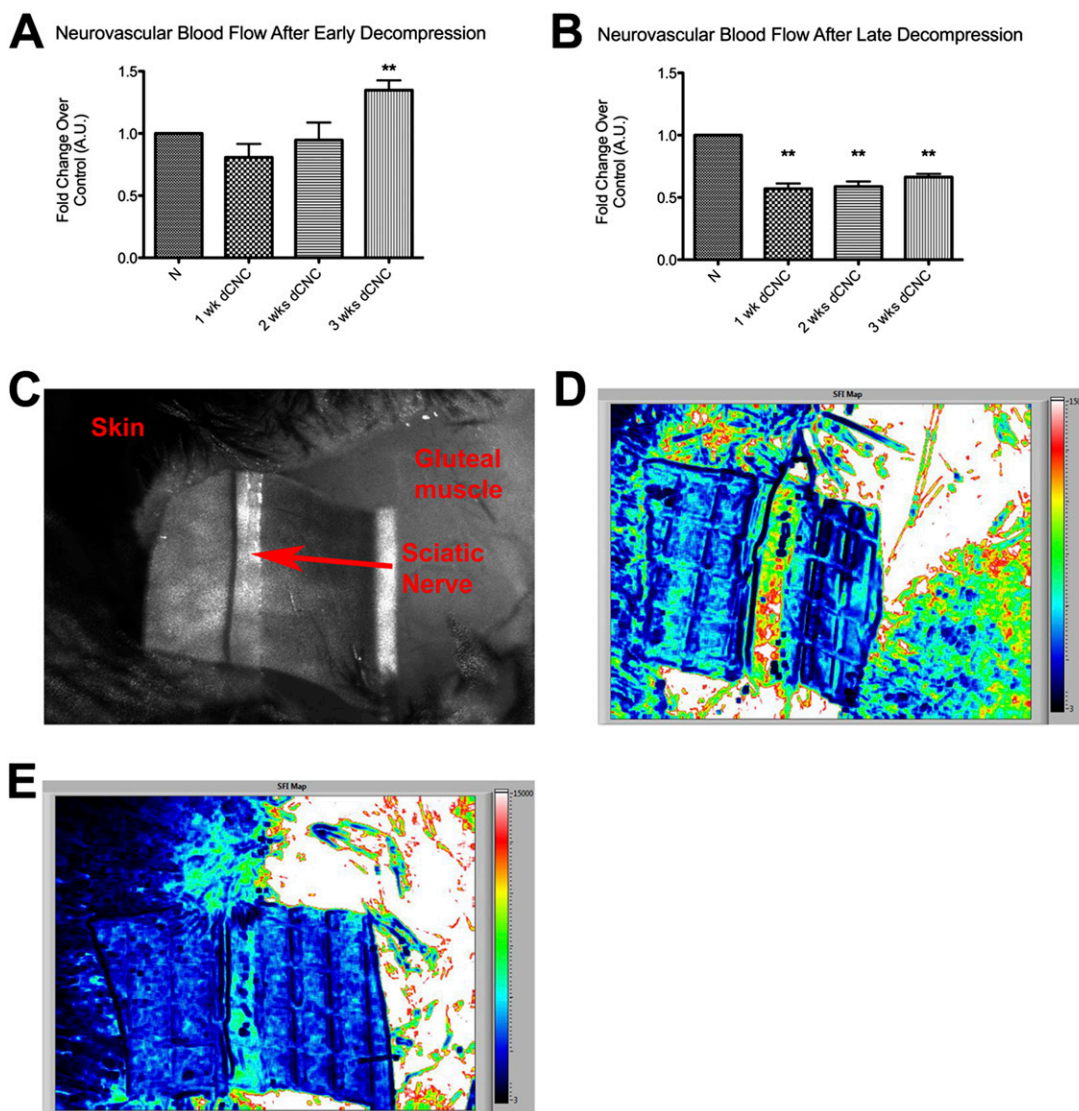 A
Neurovascular Blood Flow After Early Decompression
Fold Change Over
Control (A.U.)
1.5
1.0
0.5
0.0
**
N
1 wk dCNC
2 wks dCNC
3 wks dCNC
B
Neurovascular Blood Flow After Late Decompression
Fold Change Over
Control (A.U.)
1.5
1.0
0.5
0.0
**
**
**
N
1 wk dCNC
2 wks dCNC
3 wks dCNC
C
Skin
Gluteal
muscle
Sciatic
Nerve
D
SFI Map
E
SFI Map
15000